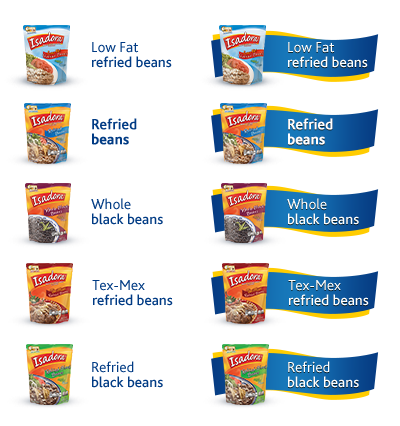 Isadora
Low Fat
refried beans
Isadora
Low Fat
refried beans
Isadora
Refried
beans
Isadora
Refried
beans
Isadora
Whole
black beans
Isadora
Whole
black beans
Isadora
Tex-Mex
refried beans
Isadora
Tex-Mex
refried beans
Isadora
Refried
black beans
Isadora
Refried
black beans